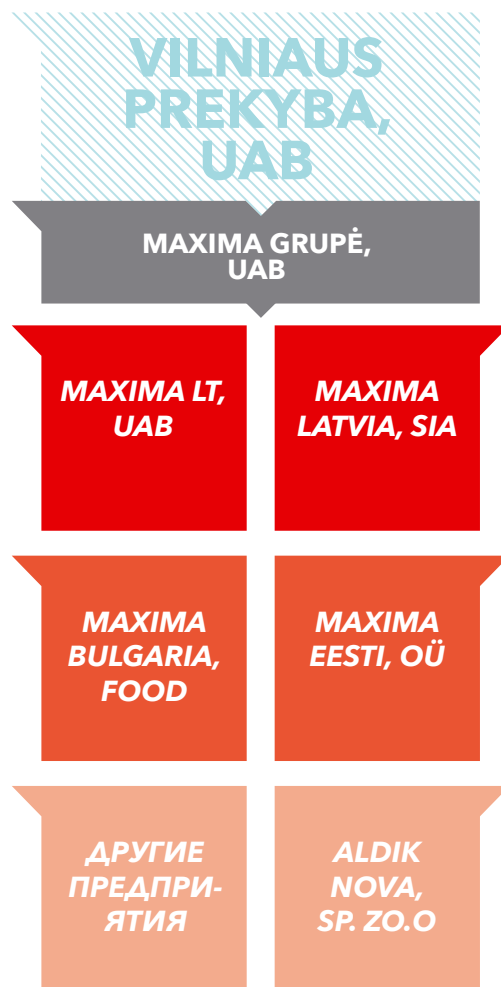 VILNIAUS
PREKYBA,
UAB
MAXIMA GRUPĖ,
UAB
MAXIMA LT,
UAB
MAXIMA
LATVIA, SIA
MAXIMA
BULGARIA,
FOOD
MAXIMA
EESTI, OÜ
ДРУГИЕ
ПРЕДПРИ-
ЯТИЯ
ALDIK
NOVA,
SP. ZO.O